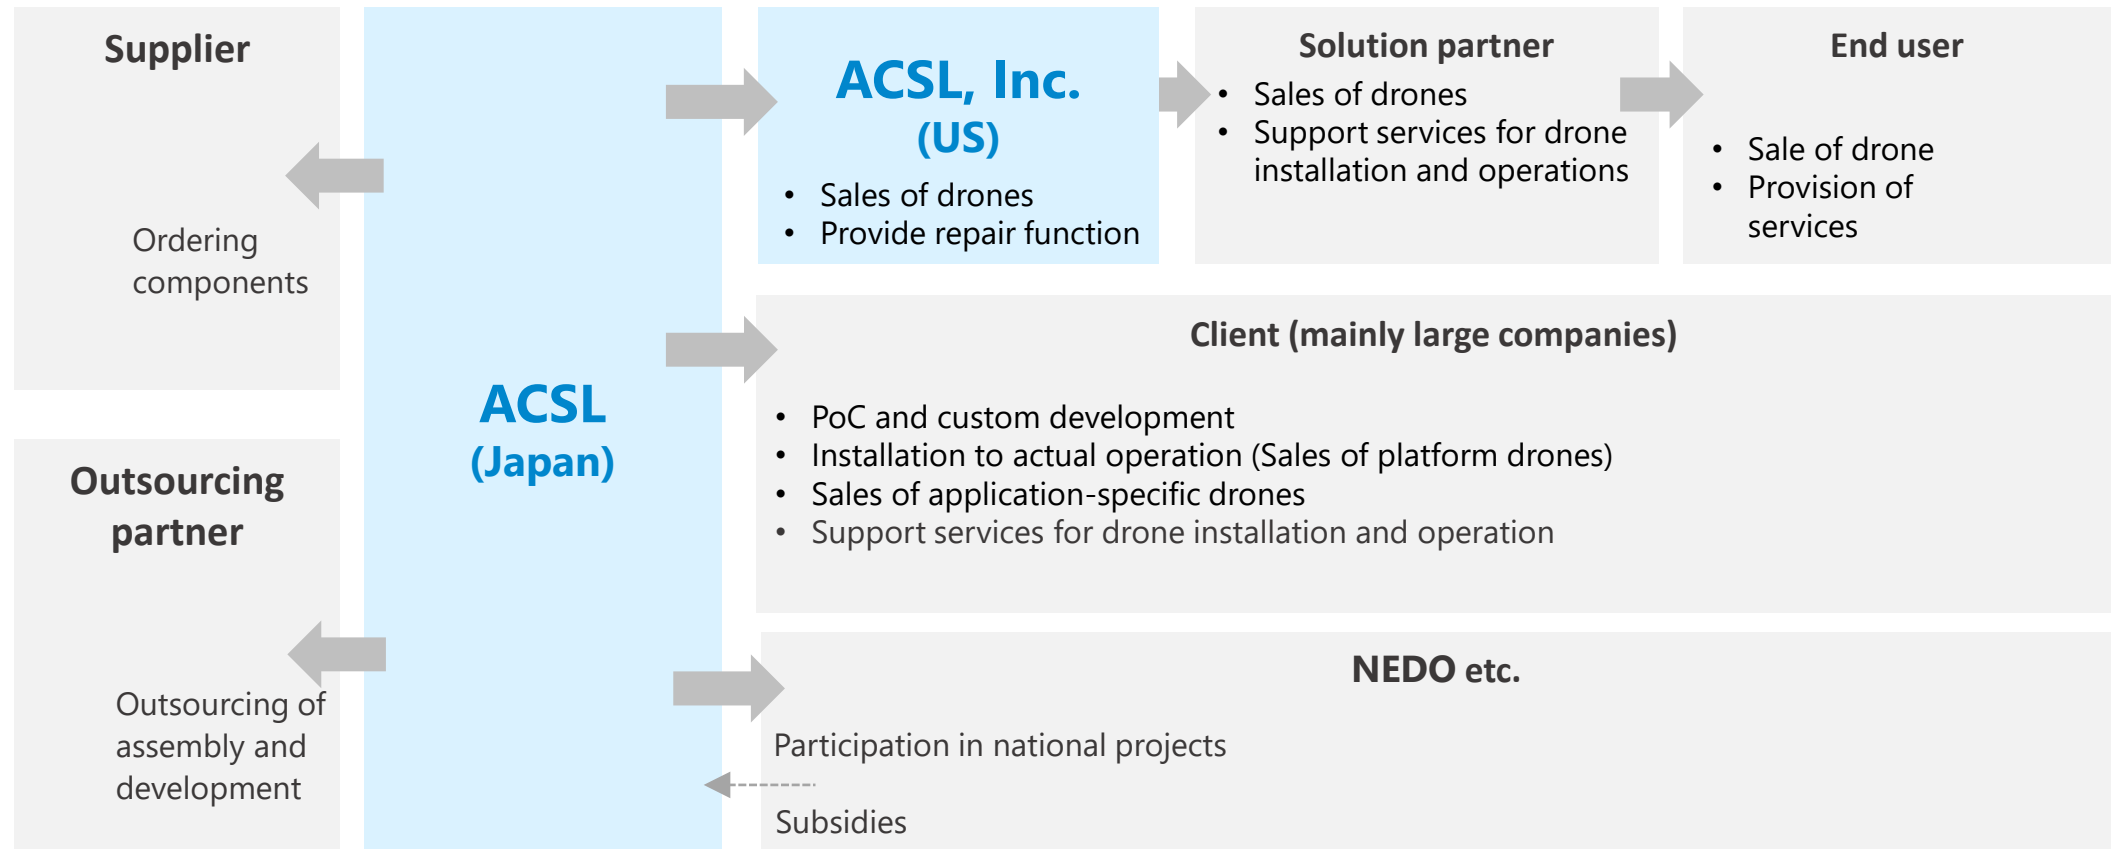 Supplier
Ordering
components
Outsourcing
partner
Outsourcing of
assembly and
development
ACSL
(Japan)
ACSL, Inc.
(US)
• Sales of drones
• Provide repair function
Solution partner
• Sales of drones
• Support services for drone
installation and operations
End user
• Sale of drone
• Provision of
services
Client (mainly large companies)
• PoC and custom development
• Installation to actual operation (Sales of platform drones)
• Sales of application-specific drones
• Support services for drone installation and operation
NEDO etc.
Participation in national projects
Subsidies